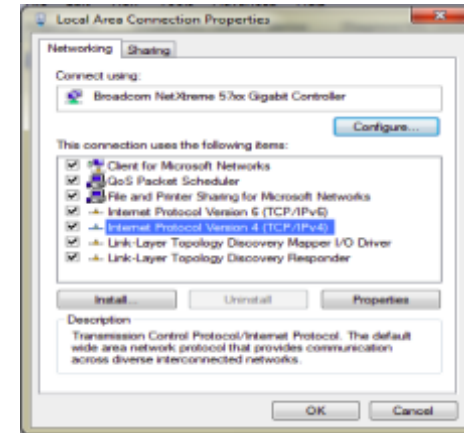 Local Area Connection Properties
Networking Sharing
Connect using:
Broadcom NetXtreme 57xx Gigabit Controller
Configure...
This connection uses the following items:
Client for Microsoft Networks
QoS Packet Scheduler
File and Printer Sharing for Microsoft Networks
Internet Protocol Version 6 (TCP/IPv6)
Internet Protocol Version 4 (TCP/IPv4)
Link-Layer Topology Discovery Mapper I/O Driver
Link-Layer Topology Discovery Responder
Install... Uninstall Properties
Description
Transmission Control Protocol/Internet Protocol. The default
wide area network protocol that provides communication
across diverse interconnected networks.
OK Cancel